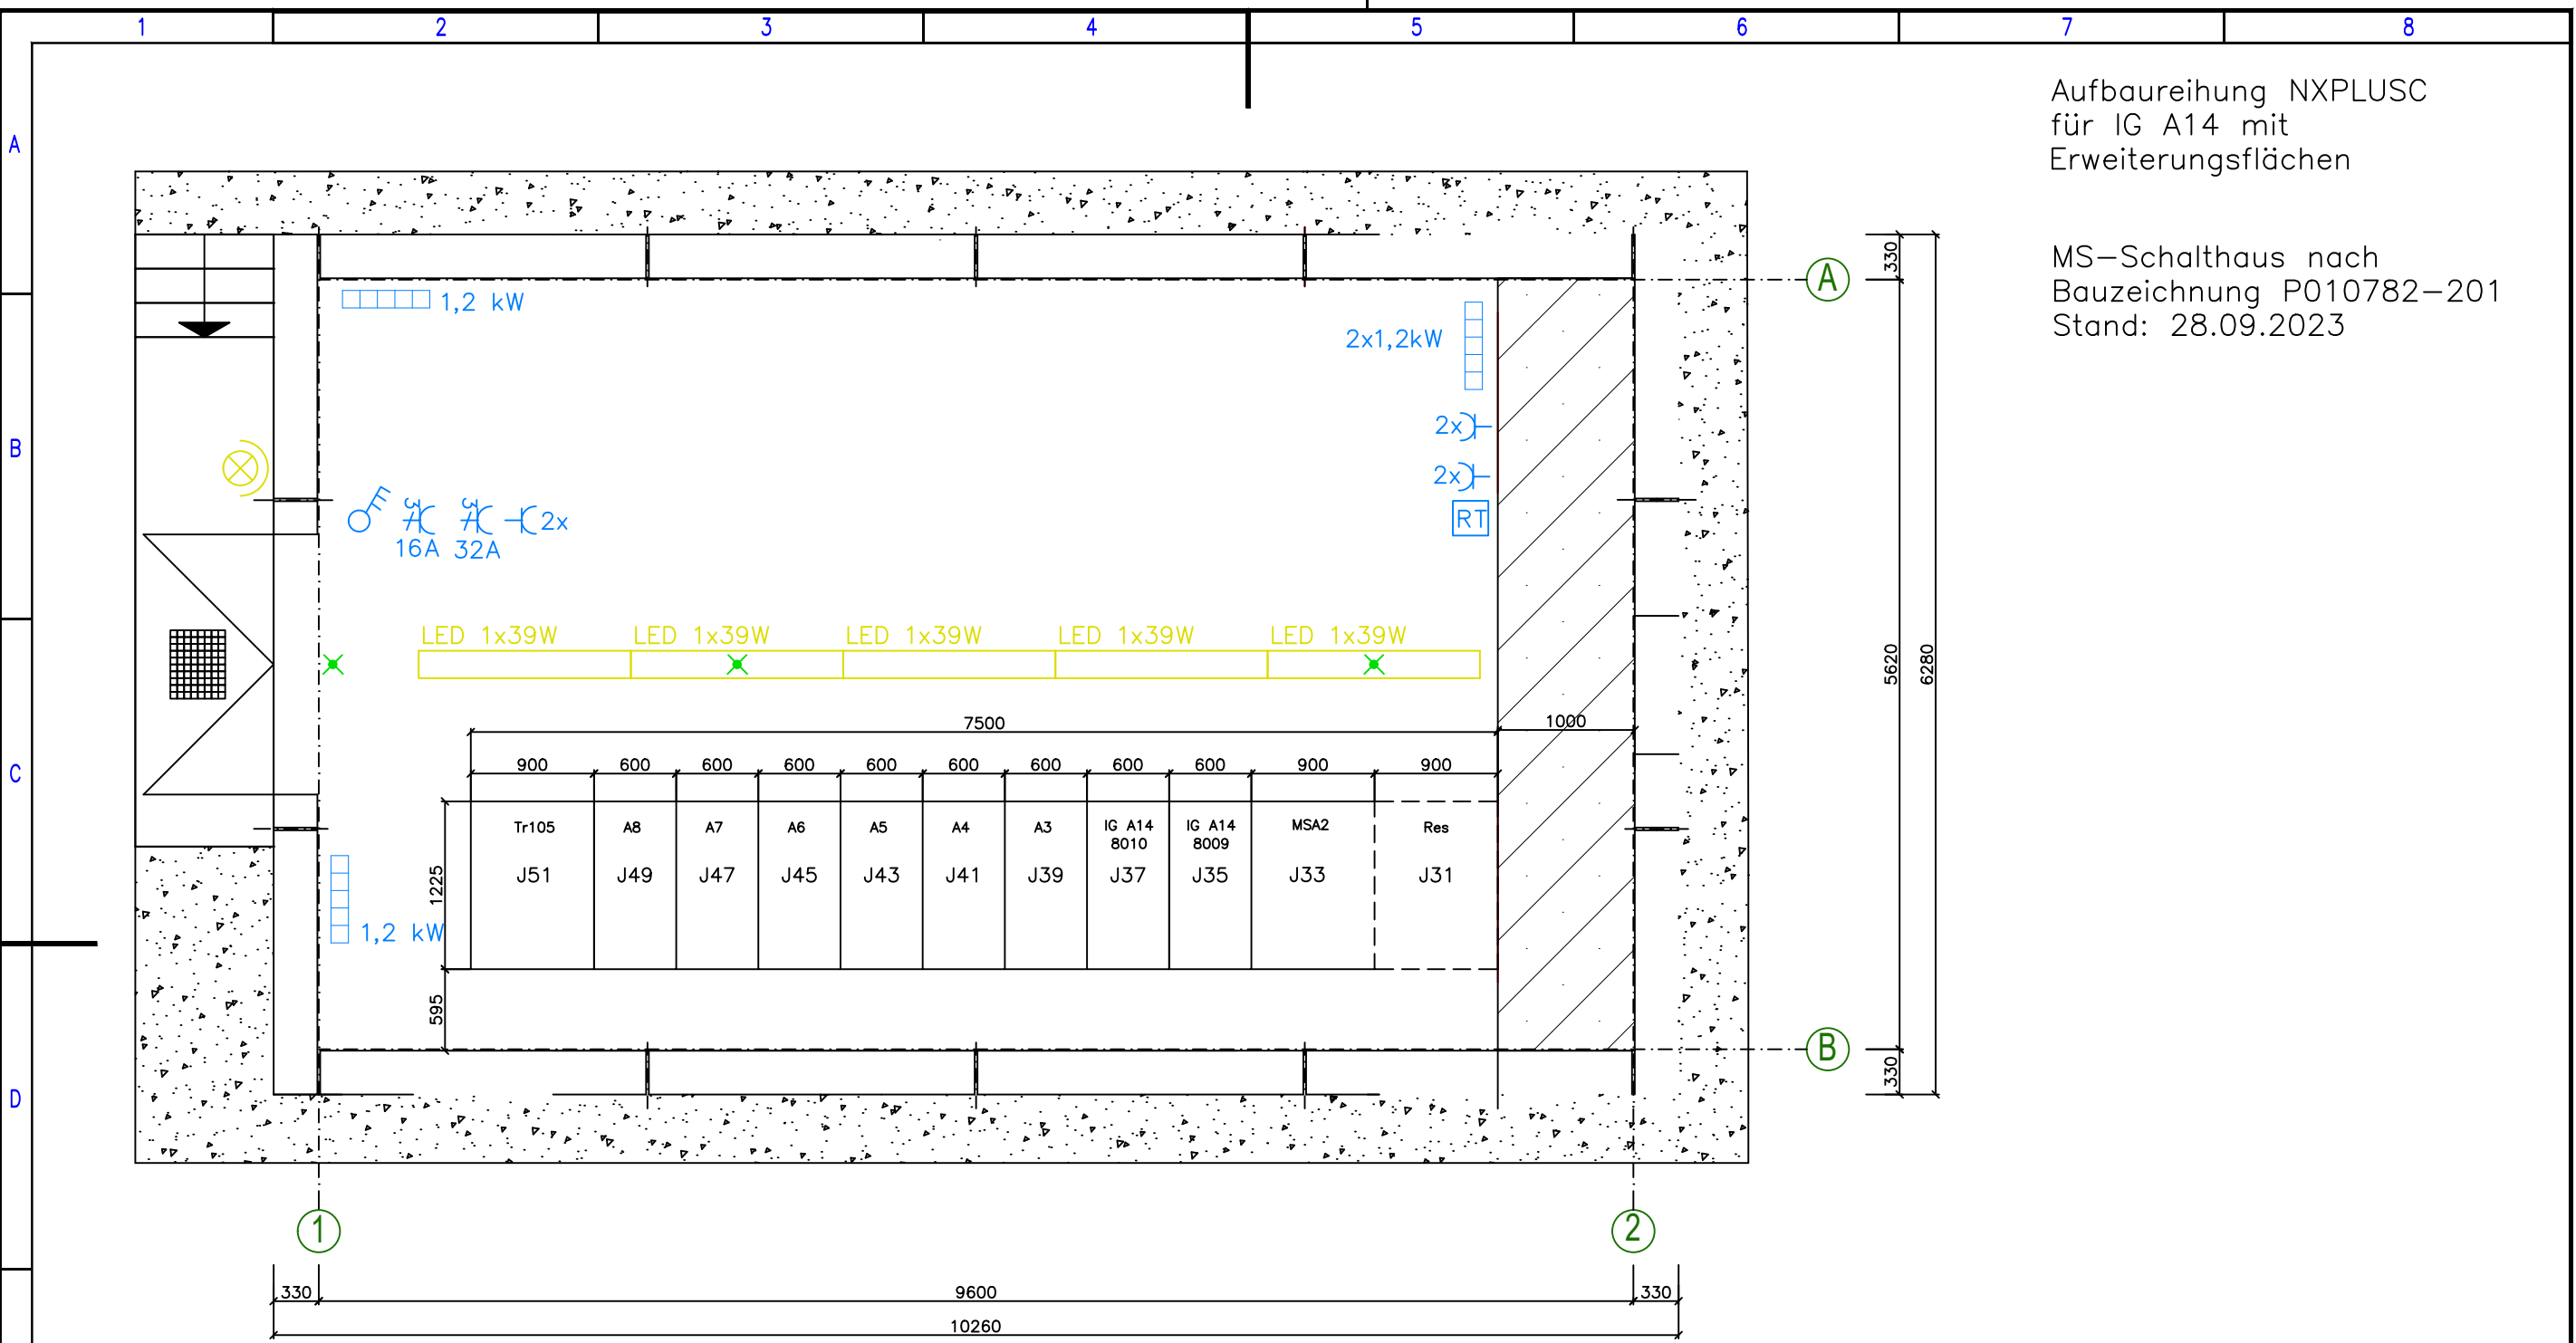 1 2 3 4 5 6 7 8
Aufbaureihung NXPLUSC
für IG A14 mit
Erweiterungsflächen
A
MS-Schalthaus nach
Bauzeichnung P010782-201
Stand: 28.09.2023
330
A
1,2 kW
2x1,2kW
2x
B
2x
3 3 2x
RT
16A 32A
LED 1x39W LED 1x39W LED 1x39W LED 1x39W LED 1x39W
5620 6280
7500 1000
C
900 600 600 600 600 600 600 600 600 900 900
Tr105 A8 A7 A6 A5 A4 A3 IG A14 IG A14 MSA2 Res
8010 8009
J51 J49 J47 J45 J43 J41 J39 J37 J35 J33 J31
1225
1,2 kW
595
B
330
D
1 2
330 9600 330
10260